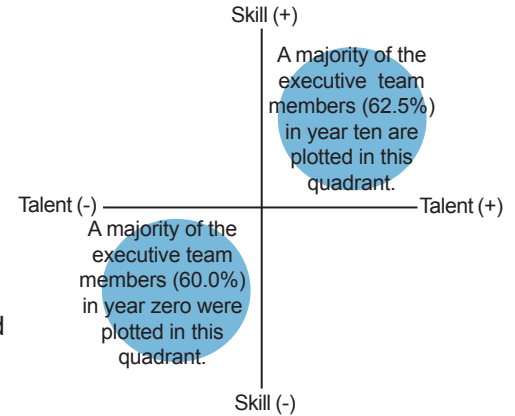 Skill (+)
A majority of the
executive team
members (62.5%)
in year ten are
plotted in this
quadrant.
Talent (-)
Talent (+)
A majority of the
executive team
members (60.0%)
in year zero were
plotted in this
quadrant.
d
Skill (-)